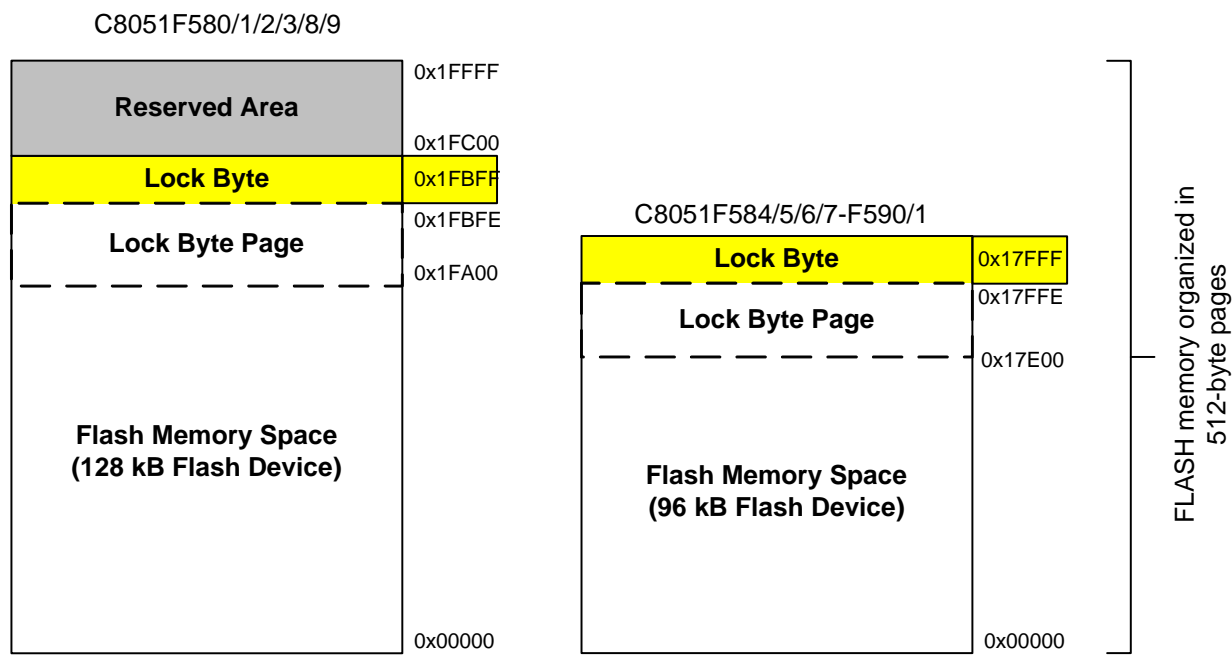 C8051F580/1/2/3/8/9
Reserved Area
0x1FFFF
0x1FC00
Lock Byte
0x1FBFF
Lock Byte Page
0x1FBFE
0x1FA00
Flash Memory Space
(128 kB Flash Device)
0x00000
C8051F584/5/6/7-F590/1
Lock Byte
0x17FFF
Lock Byte Page
0x17FFE
0x17E00
Flash Memory Space
(96 kB Flash Device)
0x00000
FLASH memory organized in
512-byte pages